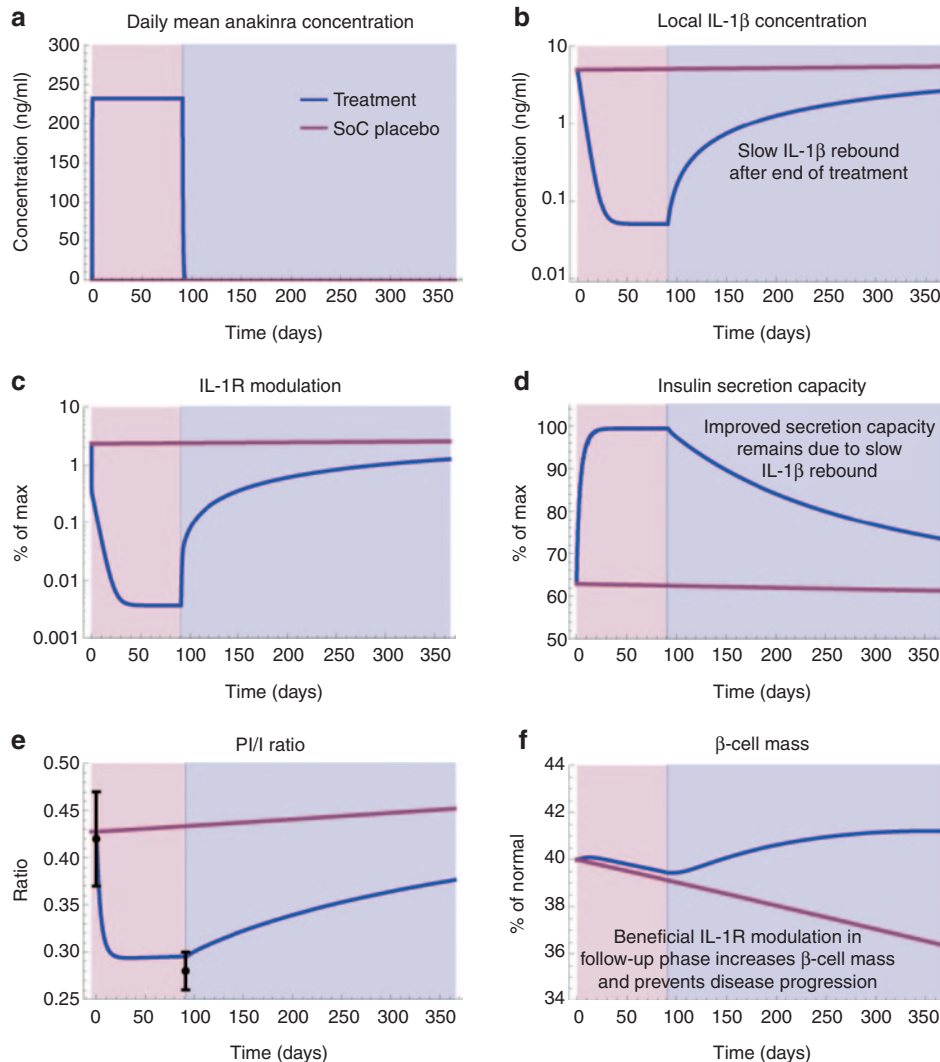 a
Daily mean anakinra concentration
Concentration (ng/ml)
300
250
200
150
100
50
0
Treatment
SoC placebo
0 50 100 150 200 250 300 350
Time (days)
b
Local IL-1β concentration
Concentration (ng/ml)
10
1
0.1
0.01
Slow IL-1β rebound
after end of treatment
0 50 100 150 200 250 300 350
Time (days)
c
IL-1R modulation
% of max
10
1
0.1
0.01
0.001
0 50 100 150 200 250 300 350
Time (days)
d
Insulin secretion capacity
% of max
100
90
80
70
60
50
Improved secretion capacity
remains due to slow
IL-1β rebound
0 50 100 150 200 250 300 350
Time (days)
e
PI/I ratio
Ratio
0.50
0.45
0.40
0.35
0.30
0.25
0 50 100 150 200 250 300 350
Time (days)
f
β-cell mass
% of normal
44
42
40
38
36
34
Beneficial IL-1R modulation in
follow-up phase increases β-cell mass
and prevents disease progression
0 50 100 150 200 250 300 350
Time (days)